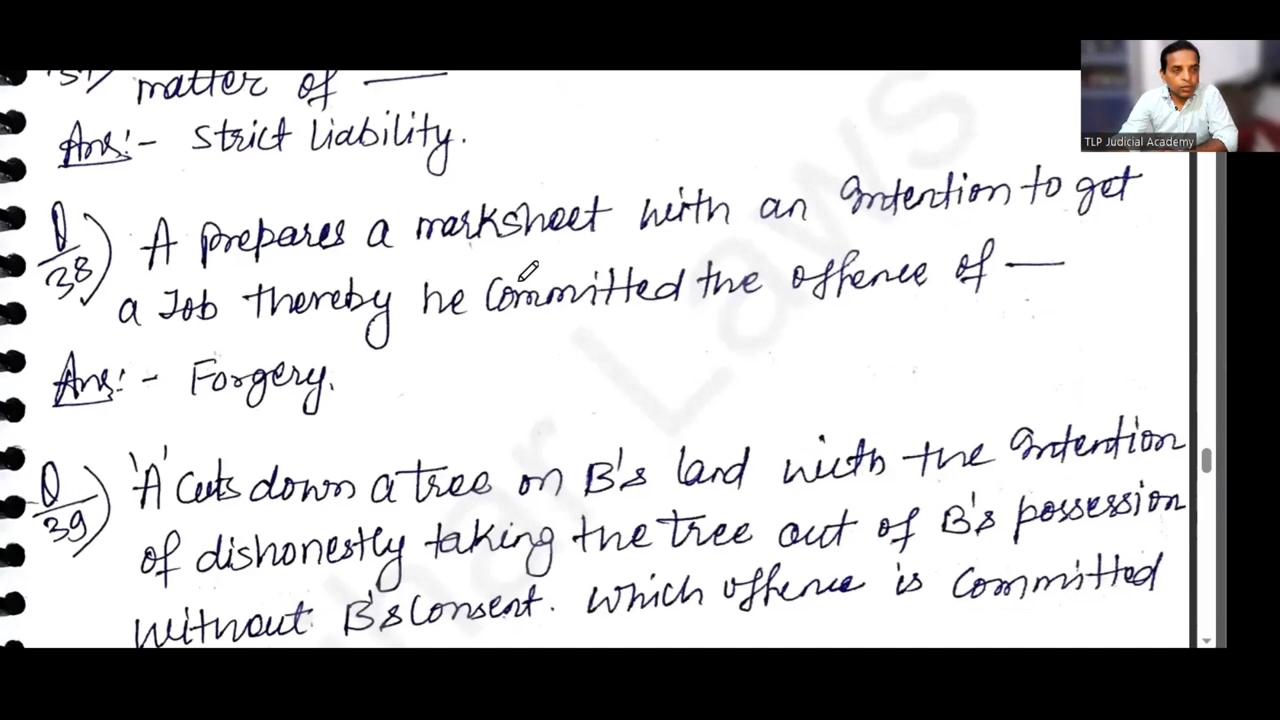 matter of —
Ans:- Strict liability.
TLP Judicial Academy
Q/38) A prepares a marksheet with an Intention to get
a Job thereby he Committed the offence of —
Ans:- Forgery.
Q/39) 'A' cuts down a tree on B's land with the Intention
of dishonestly taking the tree out of B's possession
without B's Consent. Which offence is Committed
Laws